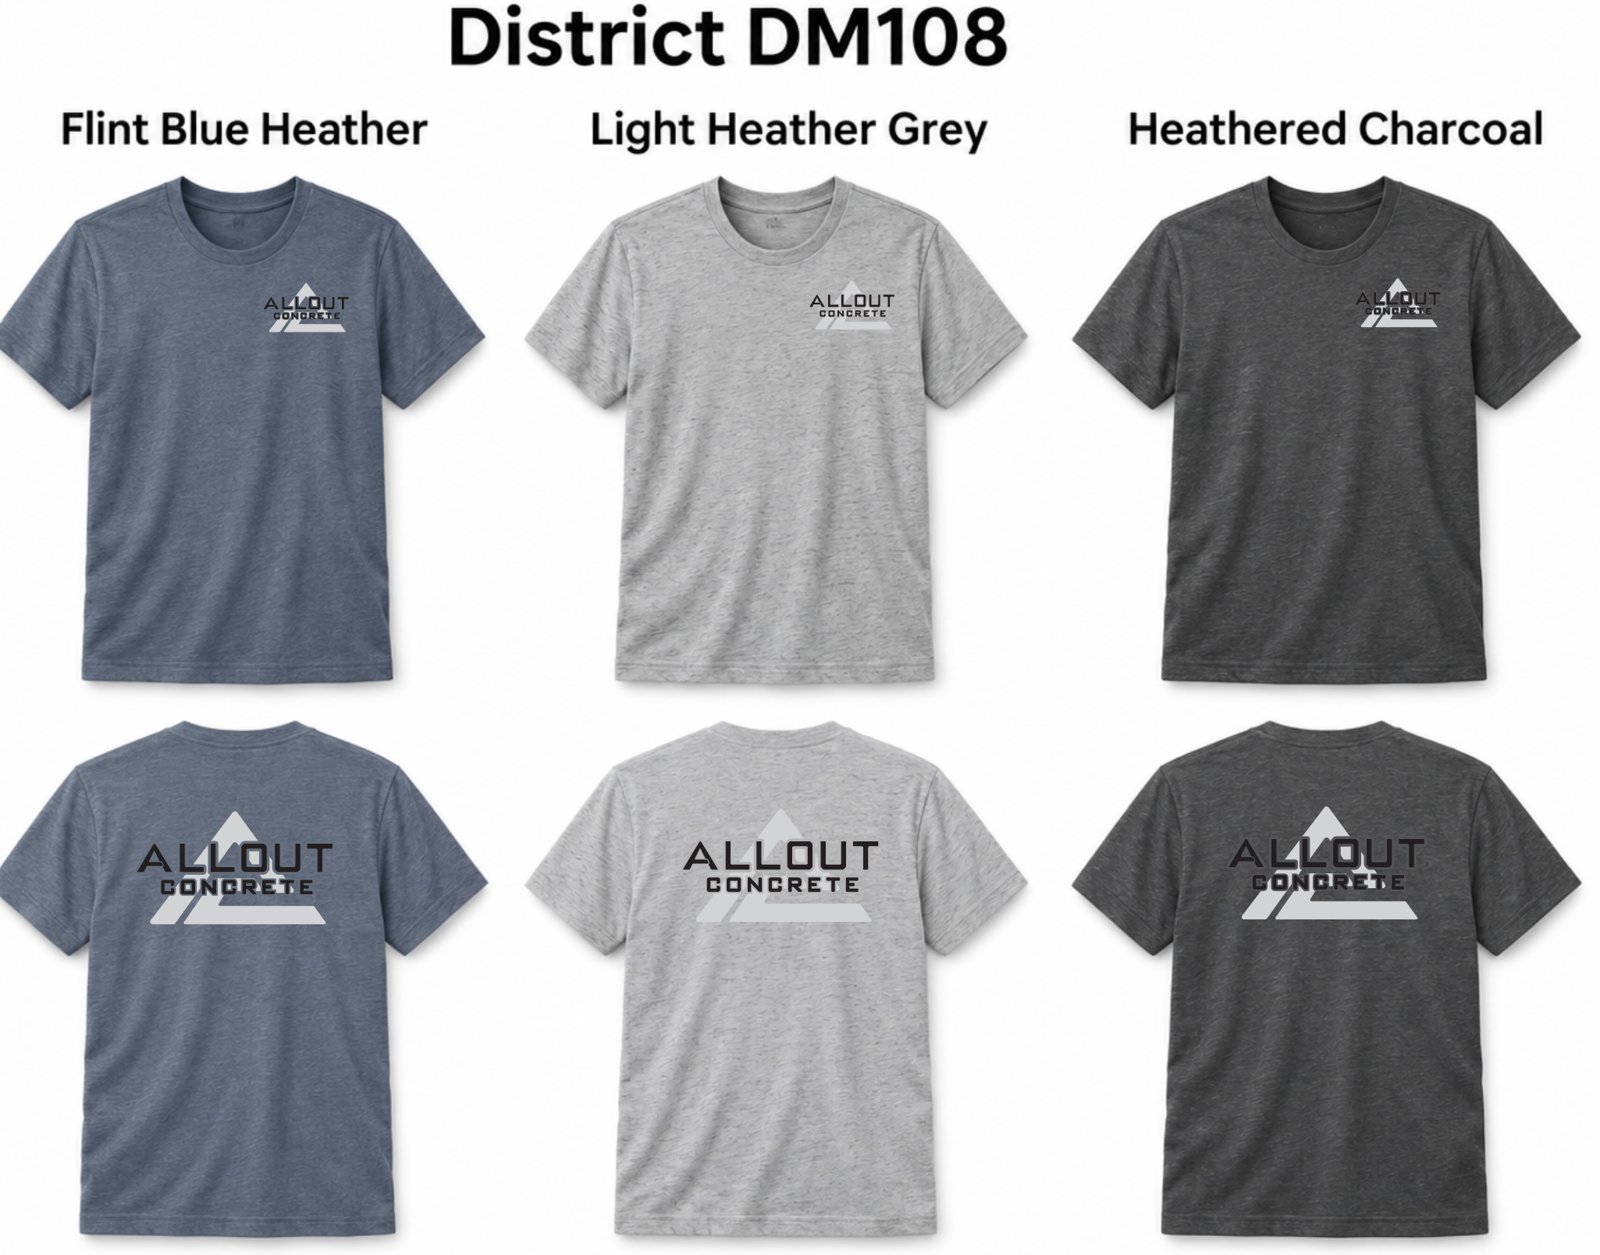 District DM108
Flint Blue Heather
Light Heather Grey
Heathered Charcoal
ALLOUT
CONCRETE
ALLOUT
CONCRETE
ALLOUT
CONCRETE
ALLOUT
CONCRETE
ALLOUT
CONCRETE
ALLOUT
CONCRETE